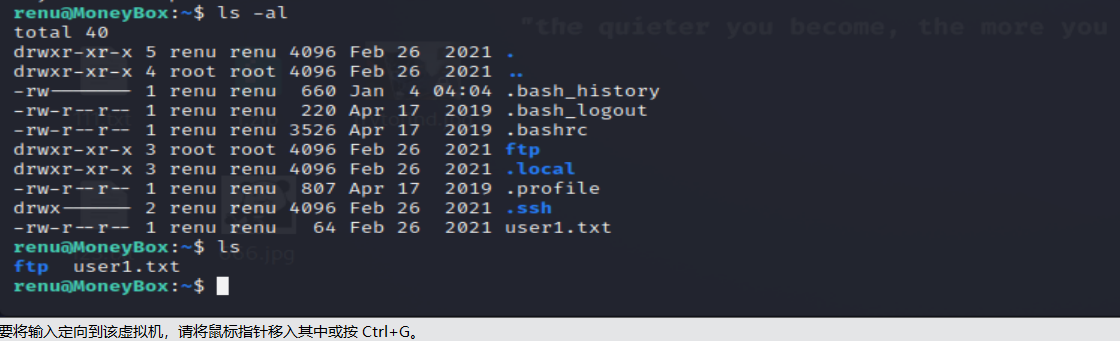 renu@MoneyBox:~$ ls -al
"the quieter you become, the more you
total 40
drwxr-xr-x 5 renu renu 4096 Feb 26  2021 .
drwxr-xr-x 4 root root 4096 Feb 26  2021 ..
-rw------- 1 renu renu  660 Jan  4 04:04 .bash_history
-rw-r--r-- 1 renu renu  220 Apr 17  2019 .bash_logout
-rw-r--r-- 1 renu renu 3526 Apr 17  2019 .bashrc
drwxr-xr-x 3 root root 4096 Feb 26  2021 ftp
drwxr-xr-x 3 renu renu 4096 Feb 26  2021 .local
-rw-r--r-- 1 renu renu  807 Apr 17  2019 .profile
drwx------ 2 renu renu 4096 Feb 26  2021 .ssh
-rw-r--r-- 1 renu renu   64 Feb 26  2021 user1.txt
renu@MoneyBox:~$ ls
ftp  user1.txt
renu@MoneyBox:~$
要将输入定向到该虚拟机，请将鼠标指针移入其中或按 Ctrl+G。